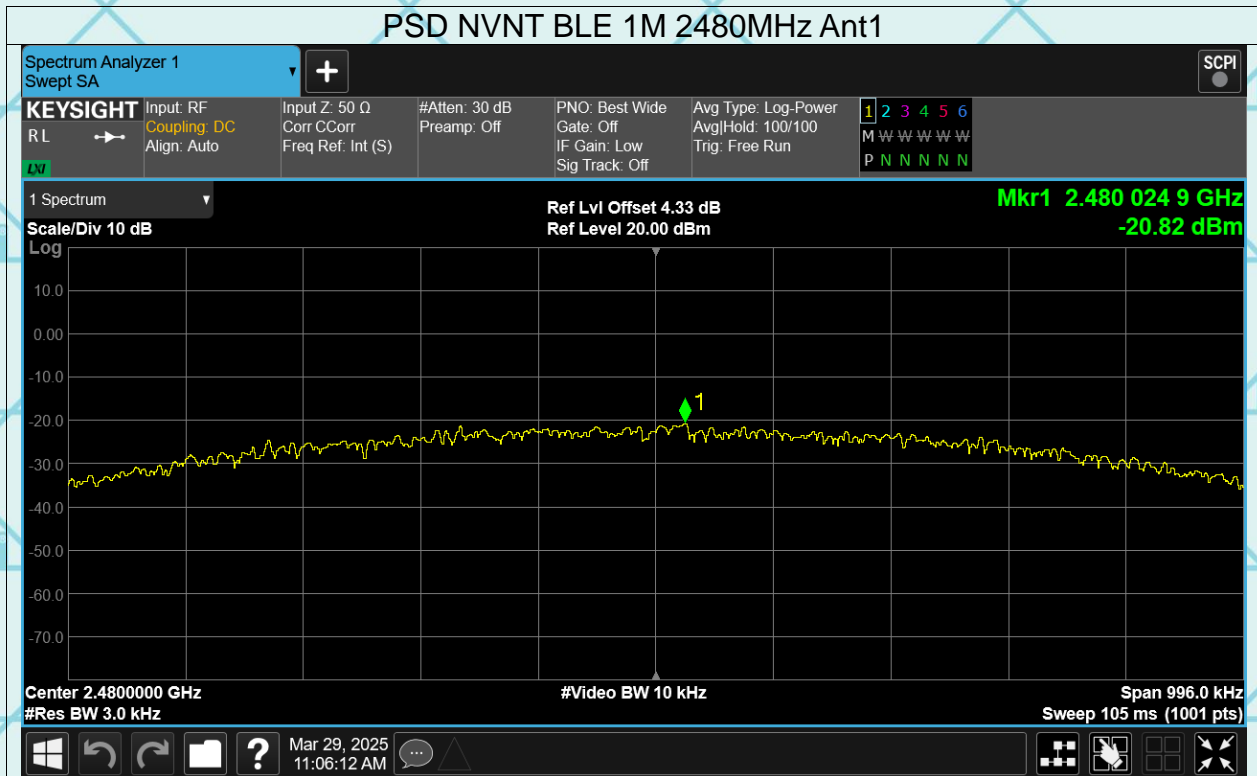 PSD NVNT BLE 1M 2480MHz Ant1
Spectrum Analyzer 1
Swept SA
SCPI
KEYSIGHT
RL
LXI
Input: RF
Coupling: DC
Align: Auto
Input Z: 50 Ω
Corr CCorr
Freq Ref: Int (S)
#Atten: 30 dB
Preamp: Off
PNO: Best Wide
Gate: Off
IF Gain: Low
Sig Track: Off
Avg Type: Log-Power
Avg|Hold: 100/100
Trig: Free Run
1 2 3 4 5 6
M W W W W W
P N N N N N
1 Spectrum
Scale/Div 10 dB
Log
Ref Lvl Offset 4.33 dB
Ref Level 20.00 dBm
Mkr1 2.480 024 9 GHz
-20.82 dBm
10.0
0.00
-10.0
1
-20.0
-30.0
-40.0
-50.0
-60.0
-70.0
Center 2.4800000 GHz
#Res BW 3.0 kHz
#Video BW 10 kHz
Span 996.0 kHz
Sweep 105 ms (1001 pts)
?
Mar 29, 2025
11:06:12 AM